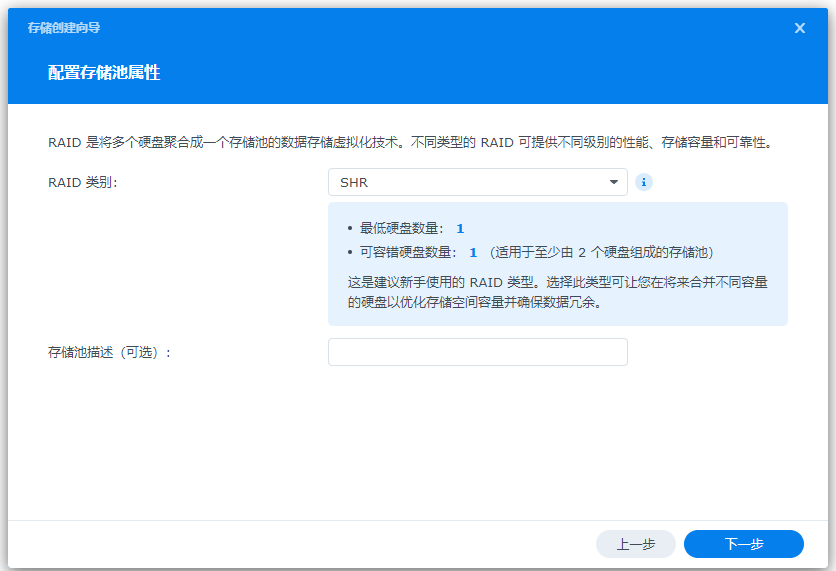 存储创建向导
配置存储池属性
RAID 是将多个硬盘聚合成一个存储池的数据存储虚拟化技术。不同类型的 RAID 可提供不同级别的性能、存储容量和可靠性。
RAID 类别: SHR
• 最低硬盘数量: 1
• 可容错硬盘数量: 1 （适用于至少由 2 个硬盘组成的存储池）
这是建议新手使用的 RAID 类型。选择此类型可让您在将来合并不同容量
的硬盘以优化存储空间容量并确保数据冗余。
存储池描述（可选）:
上一步 下一步